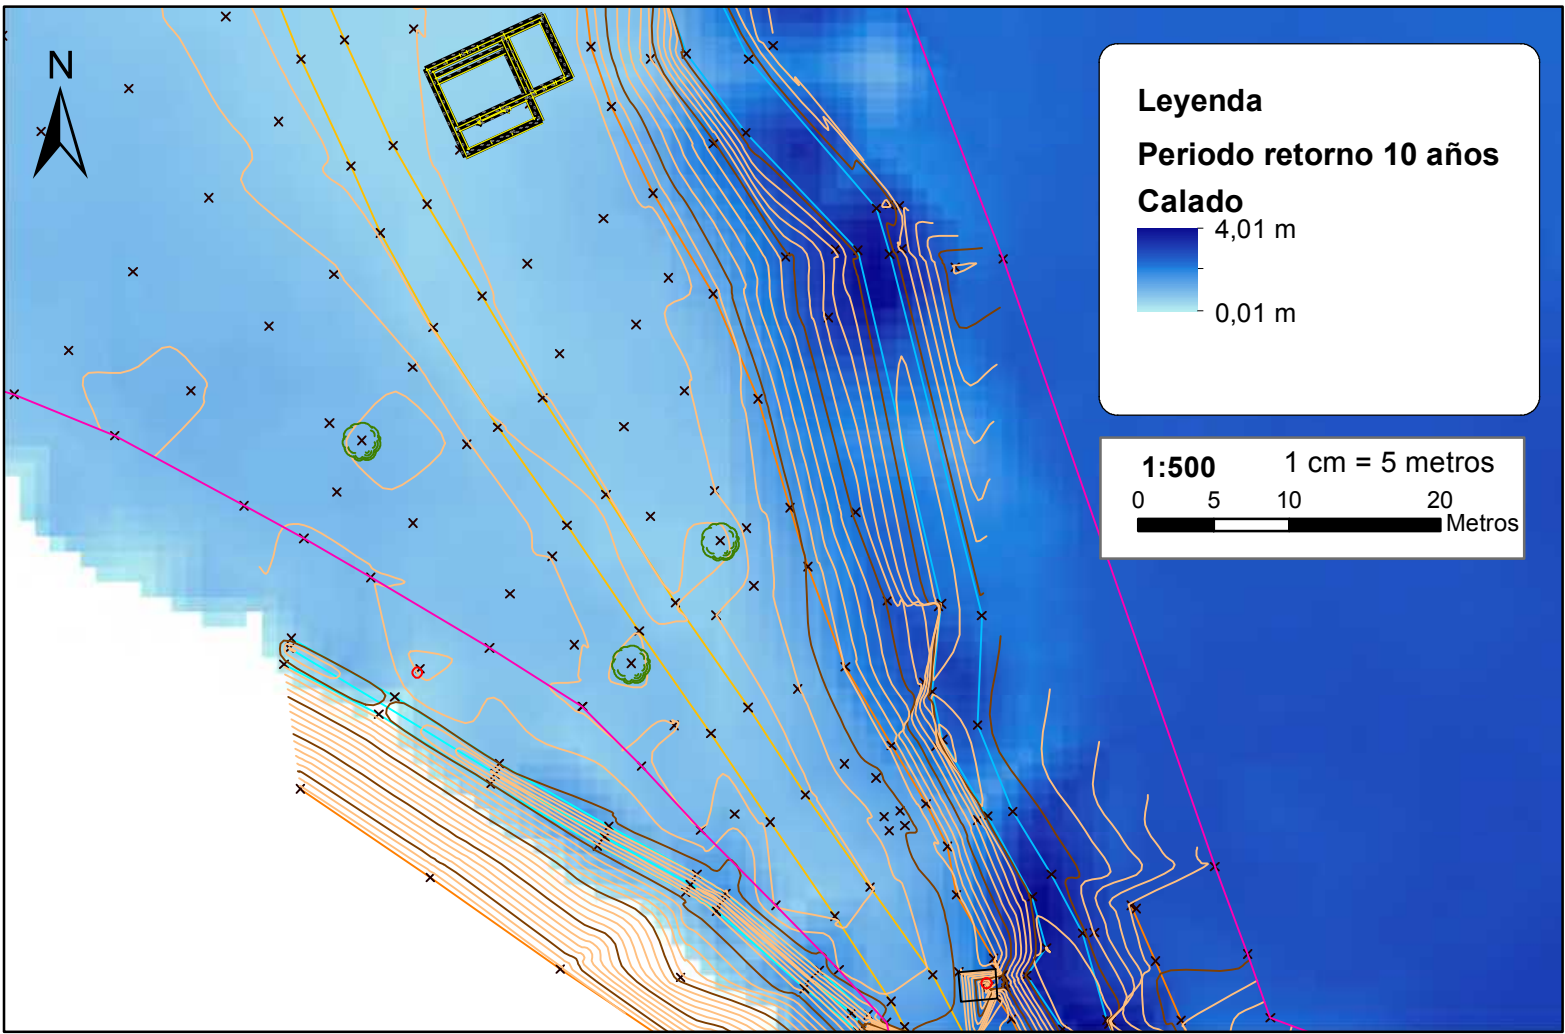 N
Leyenda
Periodo retorno 10 años
Calado
4,01 m
0,01 m
1:500 1 cm = 5 metros
0 5 10 20
Metros